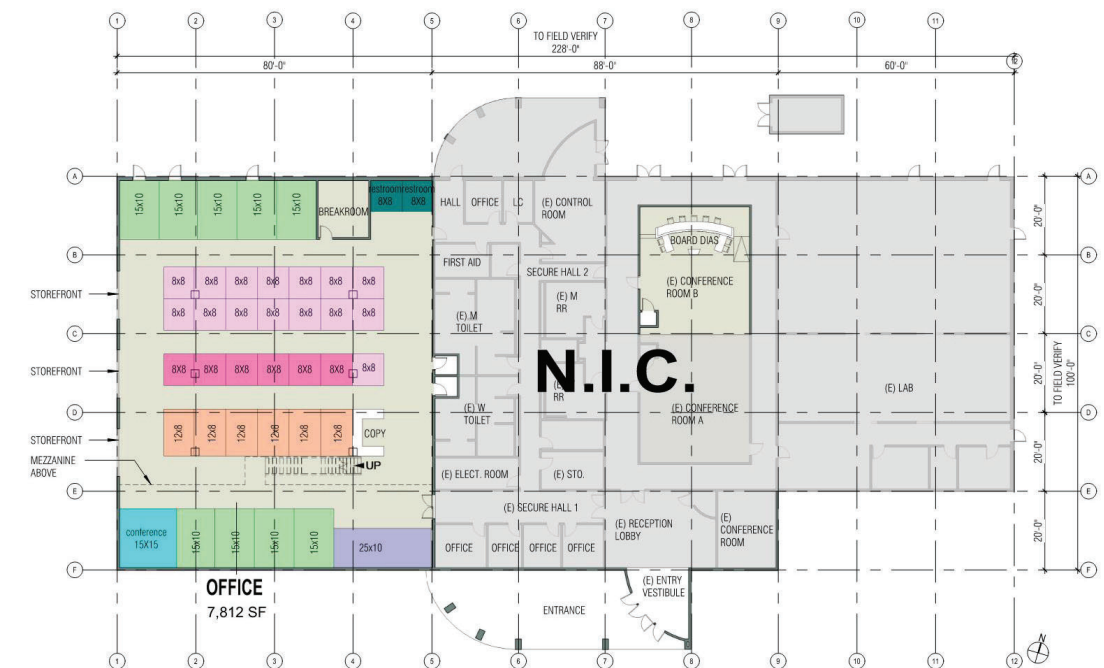 1 2 3 4 5 6 7 8 9 10 11
TO FIELD VERIFY
228'-0"
12
80'-0" 88'-0" 60'-0"
A A
restroom restroom
8X8 8X8
15x10 15x10 15x10 15x10 15x10
BREAKROOM
HALL OFFICE LC (E) CONTROL
ROOM
20'-0"
BOARD DIAS
B B
FIRST AID
SECURE HALL 2
8x8 8x8 8x8 8x8 8x8 8x8 8x8
(E) CONFERENCE
ROOM B
STOREFRONT
(E) M
RR
20'-0"
8x8 8x8 8x8 8x8 8x8 8x8 8x8
(E) M
TOILET
C C
STOREFRONT
8X8 8X8 8X8 8X8 8X8 8X8 8x8
N.I.C.
(E)
RR
(E) LAB
20'-0"
TO FIELD VERIFY
100'-0"
D D
(E) W
TOILET
(E) CONFERENCE
ROOM A
STOREFRONT
12x8 12x8 12x8 12x8 12x8 12x8
COPY
MEZZANINE
ABOVE
UP
(E) ELECT. ROOM
(E) STO.
20'-0"
E E
(E) SECURE HALL 1
conference
15X15
15x10 15x10 15x10 15x10
25x10
(E) RECEPTION
LOBBY
(E)
CONFERENCE
ROOM
OFFICE OFFICE OFFICE OFFICE
20'-0"
F F
OFFICE
7,812 SF
(E) ENTRY
VESTIBULE
ENTRANCE
N
1 2 3 4 5 6 7 8 9 10 11 12